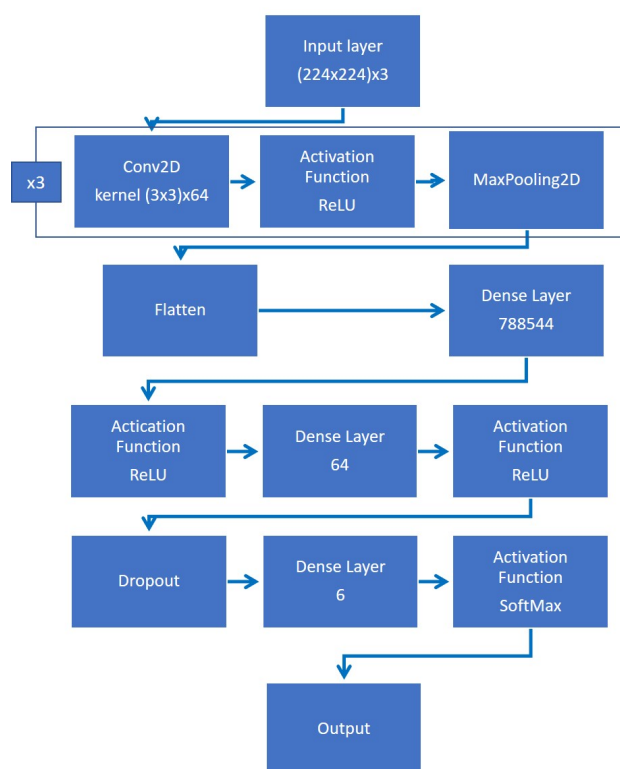 Input layer
(224x224)x3
x3
Conv2D
kernel (3x3)x64
Activation
Function
ReLU
MaxPooling2D
Flatten
Dense Layer
788544
Actication
Function
ReLU
Dense Layer
64
Activation
Function
ReLU
Dropout
Dense Layer
6
Activation
Function
SoftMax
Output